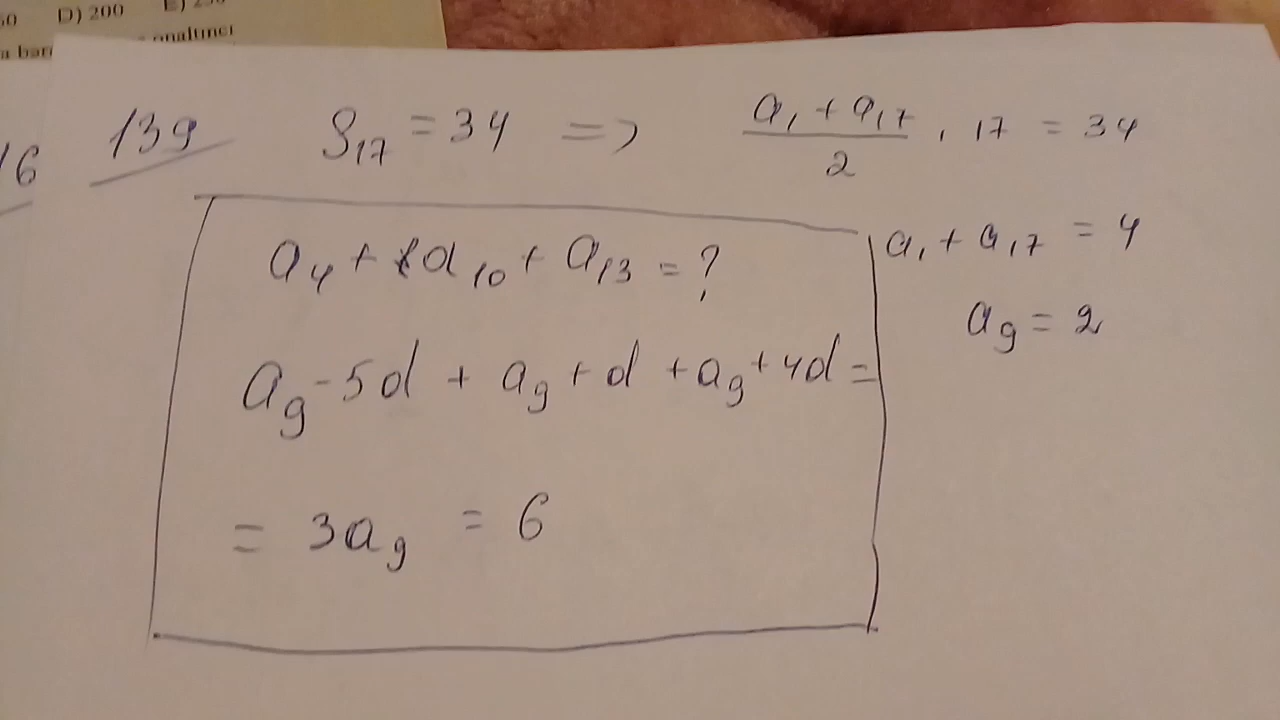 D) 200
139 S₁₇ = 34 => (a₁ + a₁₇)/2 · 17 = 34
a₁ + a₁₇ = 4
a₉ = 2
a₄ + a₁₀ + a₁₃ = ?
a₉ - 5d + a₉ + d + a₉ + 4d =
= 3a₉ = 6